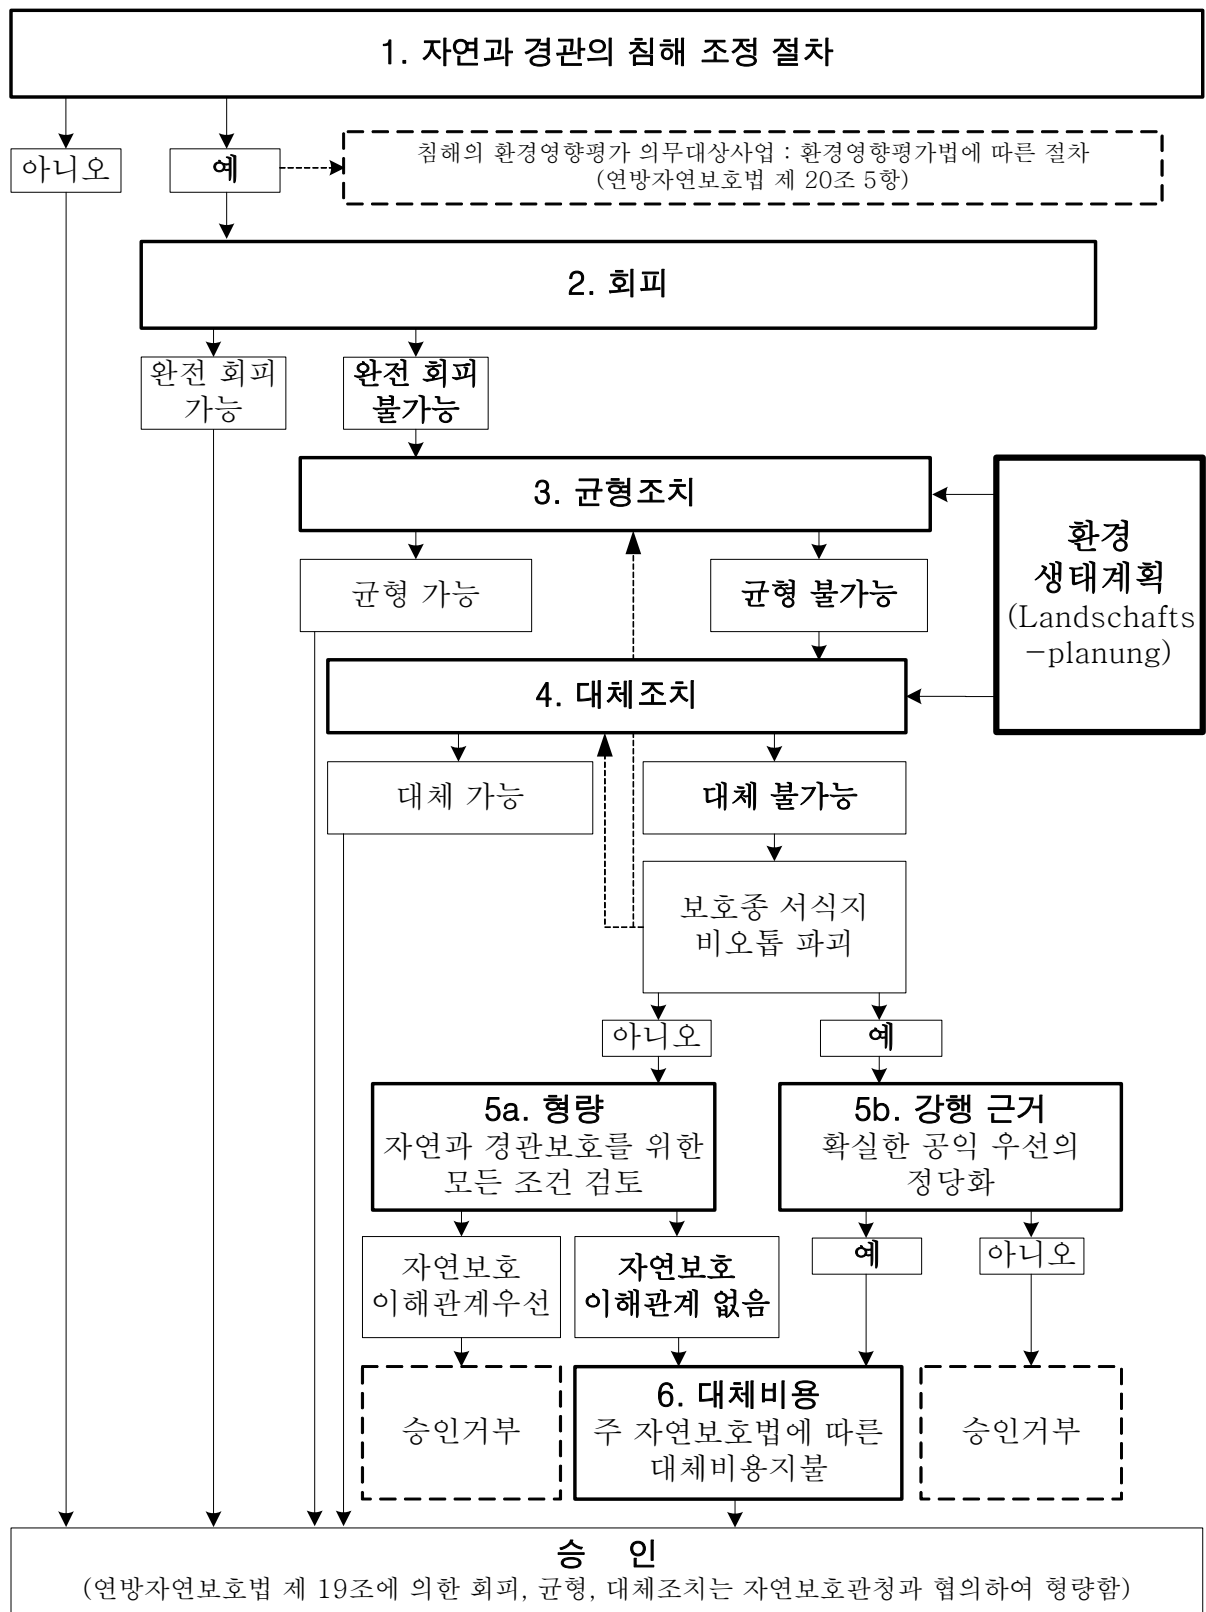 1. 자연과 경관의 침해 조정 절차
아니오
예
침해의 환경영향평가 의무대상사업 : 환경영향평가법에 따른 절차
(연방자연보호법 제 20조 5항)
2. 회피
완전 회피
가능
완전 회피
불가능
3. 균형조치
환경
생태계획
(Landschafts
-planung)
균형 가능
균형 불가능
4. 대체조치
대체 가능
대체 불가능
보호종 서식지
비오톱 파괴
아니오
예
5a. 형량
자연과 경관보호를 위한
모든 조건 검토
5b. 강행 근거
확실한 공익 우선의
정당화
자연보호
이해관계우선
자연보호
이해관계 없음
예
아니오
승인거부
6. 대체비용
주 자연보호법에 따른
대체비용지불
승인거부
승 인
(연방자연보호법 제 19조에 의한 회피, 균형, 대체조치는 자연보호관청과 협의하여 형량함)